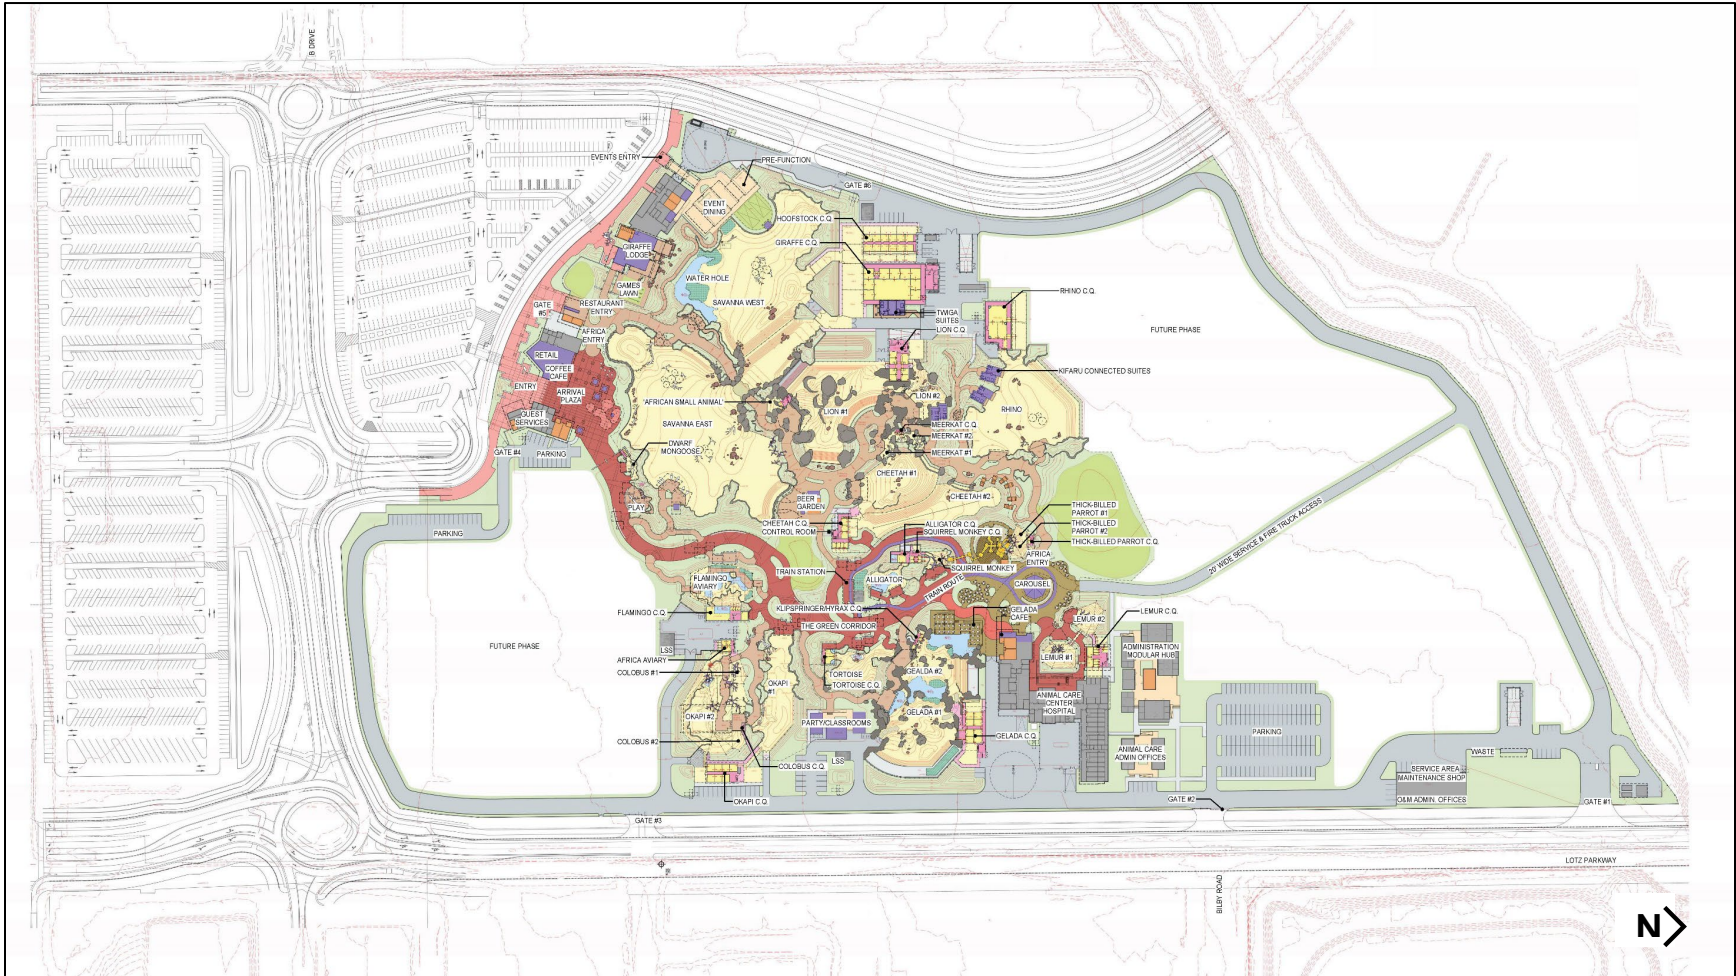 B DRIVE
EVENTS ENTRY
PRE-FUNCTION
GATE #6
EVENT
DINING
HOOFSTOCK C.Q.
GIRAFFE C.Q.
GIRAFFE
LODGE
WATER HOLE
GAMES
LAWN
SAVANNA WEST
RHINO C.Q.
GATE
#5
RESTAURANT
ENTRY
TWIGA
SUITES
LION C.Q.
FUTURE PHASE
AFRICA
ENTRY
RETAIL
COFFEE
CAFE
KIFARU CONNECTED SUITES
ENTRY
ARRIVAL
PLAZA
'AFRICAN SMALL ANIMAL'
LION #1
LION #2
RHINO
GUEST
SERVICES
SAVANNA EAST
MEERKAT C.Q.
MEERKAT #2
MEERKAT #1
DWARF
MONGOOSE
GATE #4
PARKING
CHEETAH #1
CHEETAH #2
PLAY
BEER
GARDEN
THICK-BILLED
PARROT #1
THICK-BILLED
PARROT #2
THICK-BILLED PARROT C.Q.
CHEETAH C.Q.
CONTROL ROOM
ALLIGATOR C.Q.
SQUIRREL MONKEY C.Q.
PARKING
AFRICA
ENTRY
SQUIRREL MONKEY
20' WIDE SERVICE & FIRE TRUCK ACCESS
TRAIN STATION
ALLIGATOR
TRAIN ROUTE
CAROUSEL
FLAMINGO
AVIARY
FLAMINGO C.Q.
KLIPSPRINGER/HYRAX C.Q.
GELADA
CAFE
LEMUR #2
LEMUR C.Q.
THE GREEN CORRIDOR
FUTURE PHASE
LSS
AFRICA AVIARY
COLOBUS #1
LEMUR #1
ADMINISTRATION
MODULAR HUB
TORTOISE
TORTOISE C.Q.
GEALDA #2
OKAPI
#1
ANIMAL CARE
CENTER
HOSPITAL
OKAPI #2
GELADA #1
PARTY/CLASSROOMS
GELADA C.Q.
PARKING
COLOBUS #2
COLOBUS C.Q.
LSS
ANIMAL CARE
ADMIN OFFICES
WASTE
SERVICE AREA
MAINTENANCE SHOP
OKAPI C.Q.
O&M ADMIN. OFFICES
GATE #2
GATE #1
GATE #3
LOTZ PARKWAY
BILBY ROAD
N